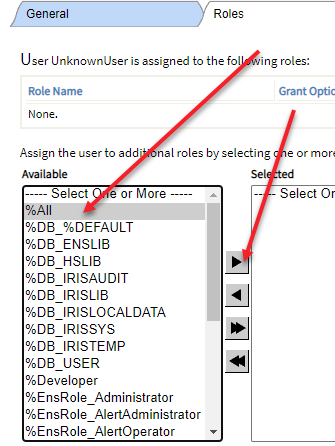 General Roles
User UnknownUser is assigned to the following roles:
Role Name Grant Optio
None.
Assign the user to additional roles by selecting one or more
Available Selected
----- Select One or More ----- ----- Select On
%All
%DB_%DEFAULT
%DB_ENSLIB
%DB_HSLIB
%DB_IRISAUDIT
%DB_IRISLIB
%DB_IRISLOCALDATA
%DB_IRISSYS
%DB_IRISTEMP
%DB_USER
%Developer
%EnsRole_Administrator
%EnsRole_AlertAdministrator
%EnsRole_AlertOperator